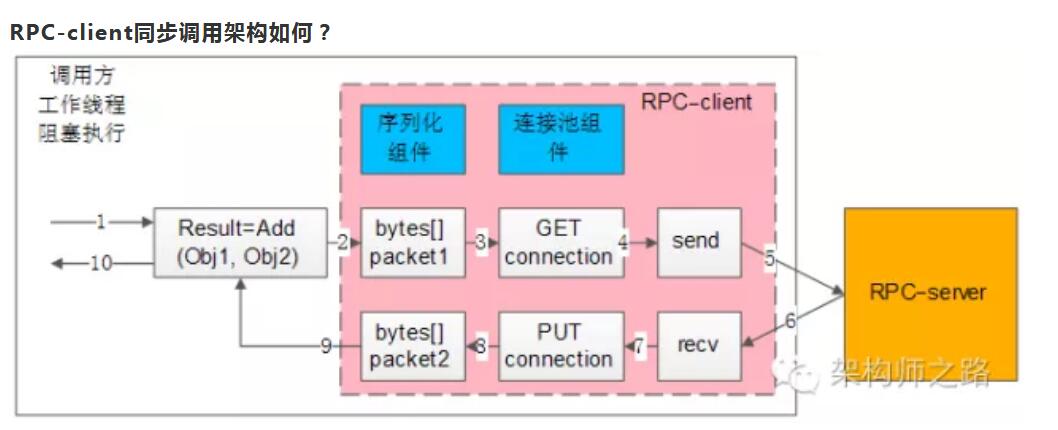 RPC-client同步调用架构如何？
调用方
工作线程
阻塞执行
RPC-client
序列化
组件
连接池组
件
1
10
Result=Add
(Obj1, Obj2)
2
bytes[]
packet1
3
GET
connection
4
send
5
RPC-server
6
recv
7
PUT
connection
8
bytes[]
packet2
9
架构师之路